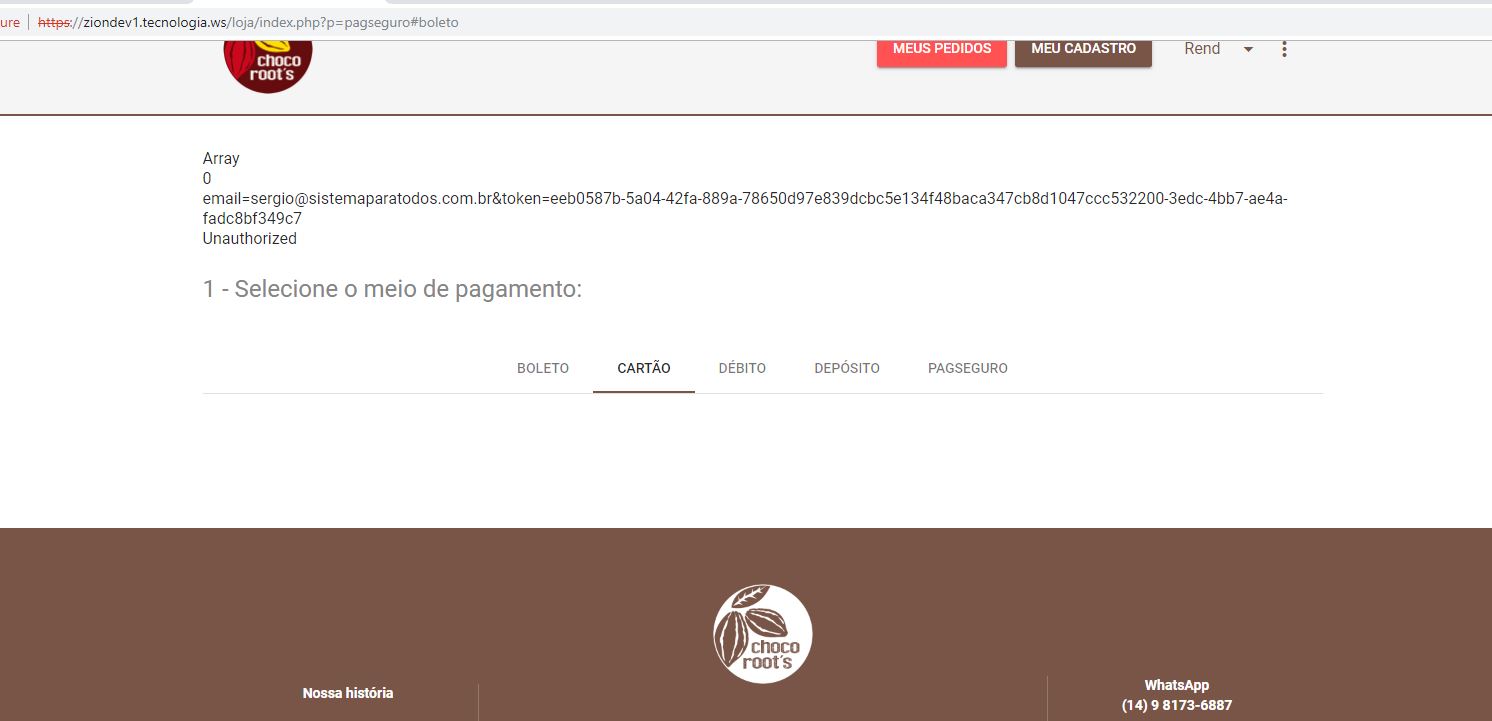 ure https://ziondev1.tecnologia.ws/loja/index.php?p=pagseguro#boleto
choco
root's
MEUS PEDIDOS
MEU CADASTRO
Rend
Array
0
email=sergio@sistemaparatodos.com.br&token=eeb0587b-5a04-42fa-889a-78650d97e839dcbc5e134f48baca347cb8d1047ccc532200-3edc-4bb7-ae4a-
fadc8bf349c7
Unauthorized
1 - Selecione o meio de pagamento:
BOLETO
CARTÃO
DÉBITO
DEPÓSITO
PAGSEGURO
choco
root's
Nossa história
WhatsApp
(14) 9 8173-6887